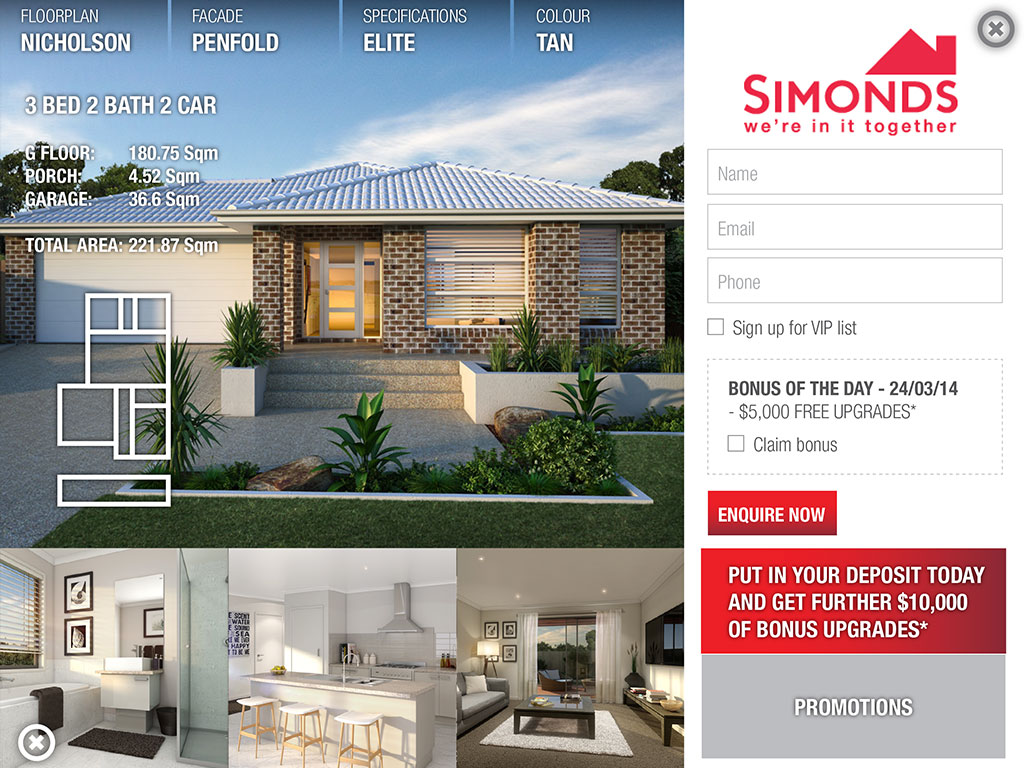 FLOORPLAN
NICHOLSON
FACADE
PENFOLD
SPECIFICATIONS
ELITE
COLOUR
TAN
3 BED 2 BATH 2 CAR
G FLOOR: 180.75 Sqm
PORCH: 4.52 Sqm
GARAGE: 36.6 Sqm
TOTAL AREA: 221.87 Sqm
SIMONDS
we're in it together
Name
Email
Phone
Sign up for VIP list
BONUS OF THE DAY - 24/03/14
- $5,000 FREE UPGRADES*
Claim bonus
ENQUIRE NOW
PUT IN YOUR DEPOSIT TODAY
AND GET FURTHER $10,000
OF BONUS UPGRADES*
PROMOTIONS